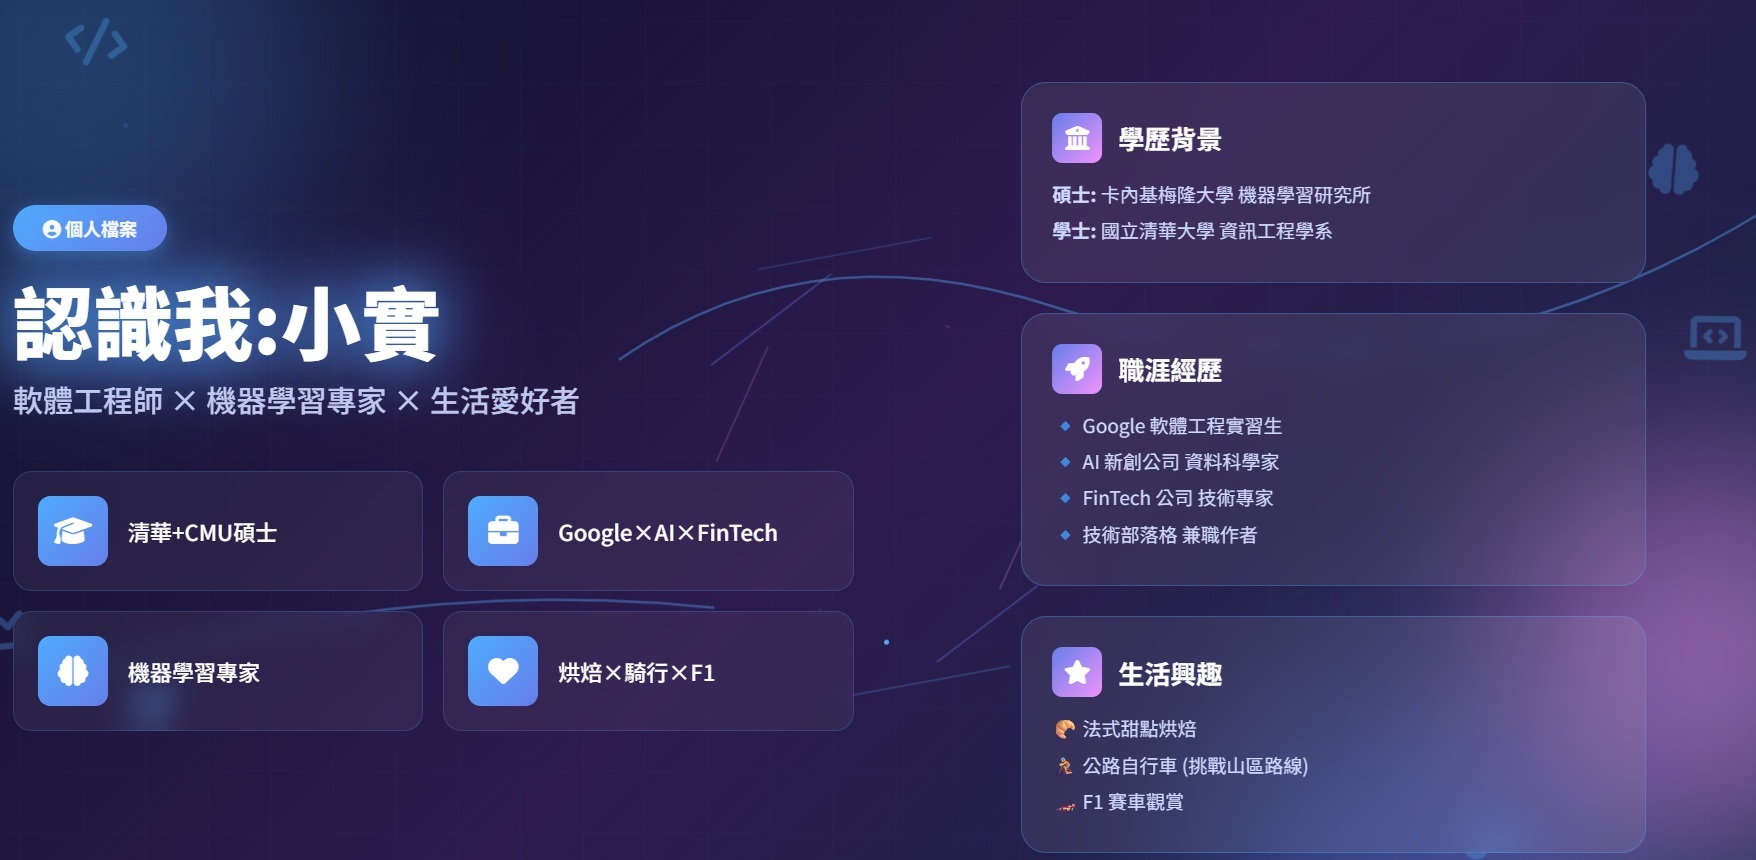 個人檔案
認識我:小實
軟體工程師 × 機器學習專家 × 生活愛好者
清華+CMU碩士
Google×AI×FinTech
機器學習專家
烘焙×騎行×F1
學歷背景
碩士: 卡內基梅隆大學 機器學習研究所
學士: 國立清華大學 資訊工程學系
職涯經歷
Google 軟體工程實習生
AI 新創公司 資料科學家
FinTech 公司 技術專家
技術部落格 兼職作者
生活興趣
法式甜點烘焙
公路自行車 (挑戰山區路線)
F1 賽車觀賞